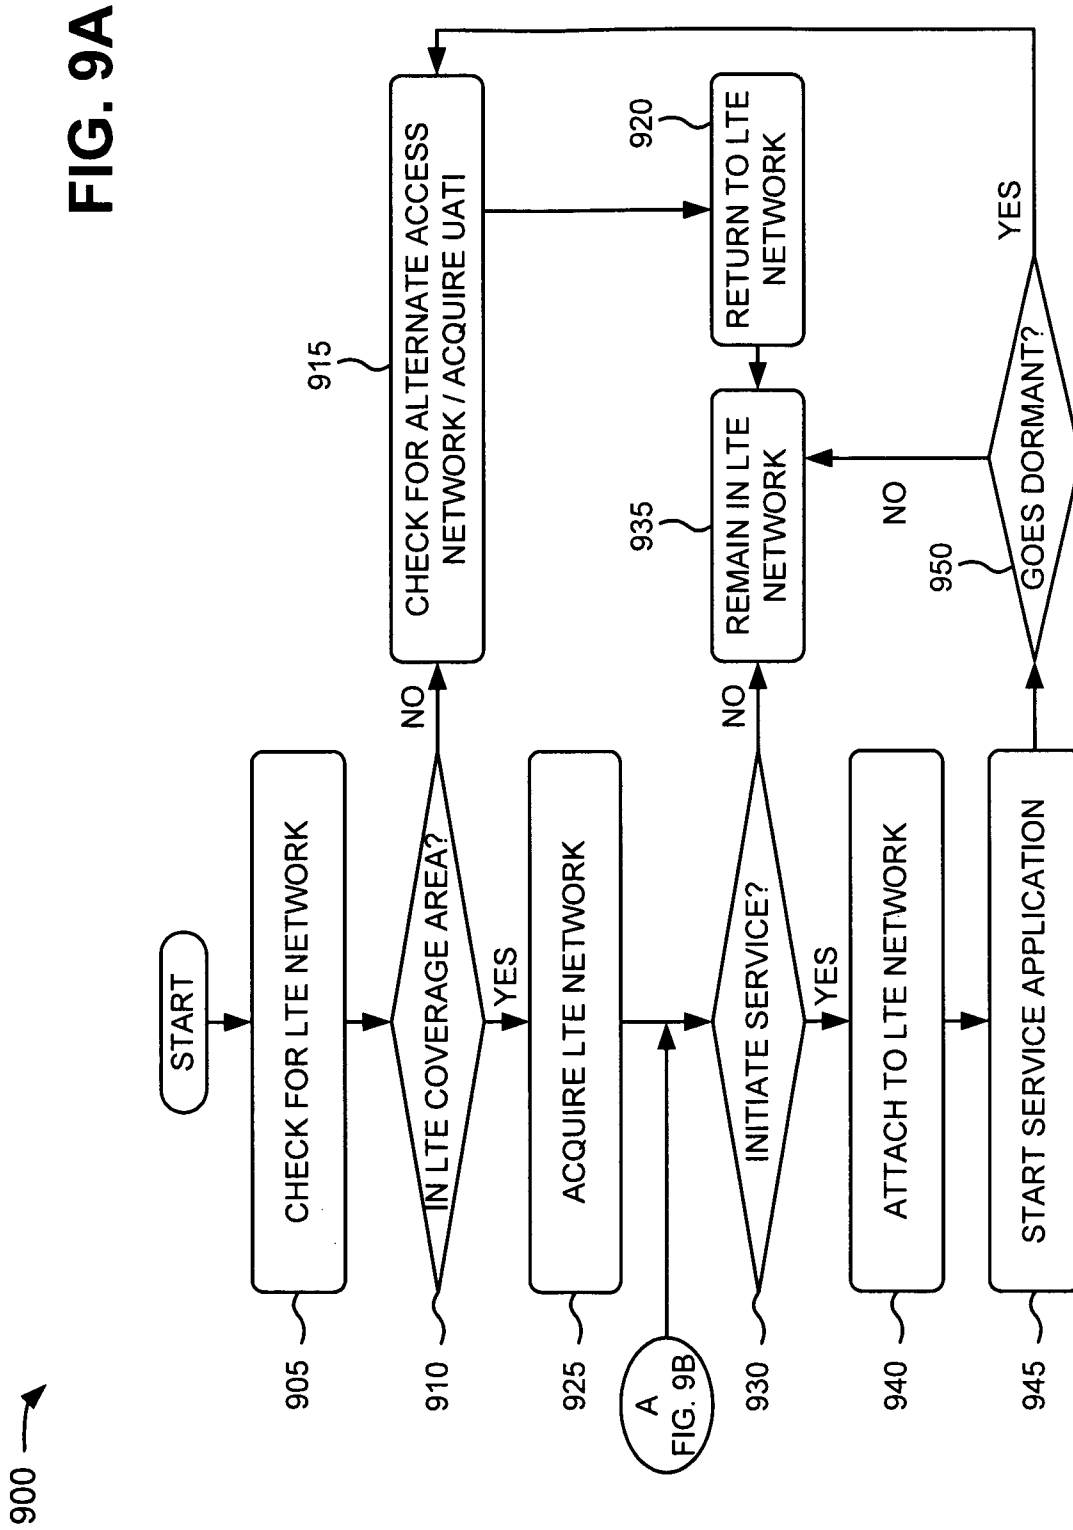 FIG. 9A
900
START
905
CHECK FOR LTE NETWORK
910
IN LTE COVERAGE AREA?
NO
YES
915
CHECK FOR ALTERNATE ACCESS
NETWORK / ACQUIRE UATI
920
RETURN TO LTE
NETWORK
925
ACQUIRE LTE NETWORK
A
FIG. 9B
930
INITIATE SERVICE?
NO
YES
935
REMAIN IN LTE
NETWORK
940
ATTACH TO LTE NETWORK
945
START SERVICE APPLICATION
950
GOES DORMANT?
NO
YES